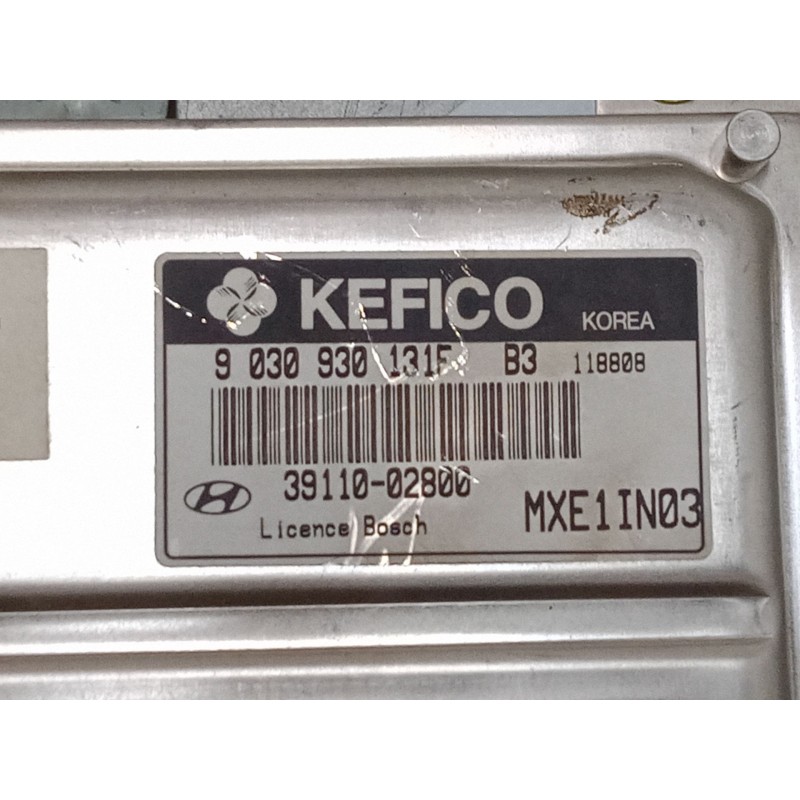 KEFICO KOREA
9 030 930 131F B3 118808
39110-02800
MXE1IN03
Licence Bosch